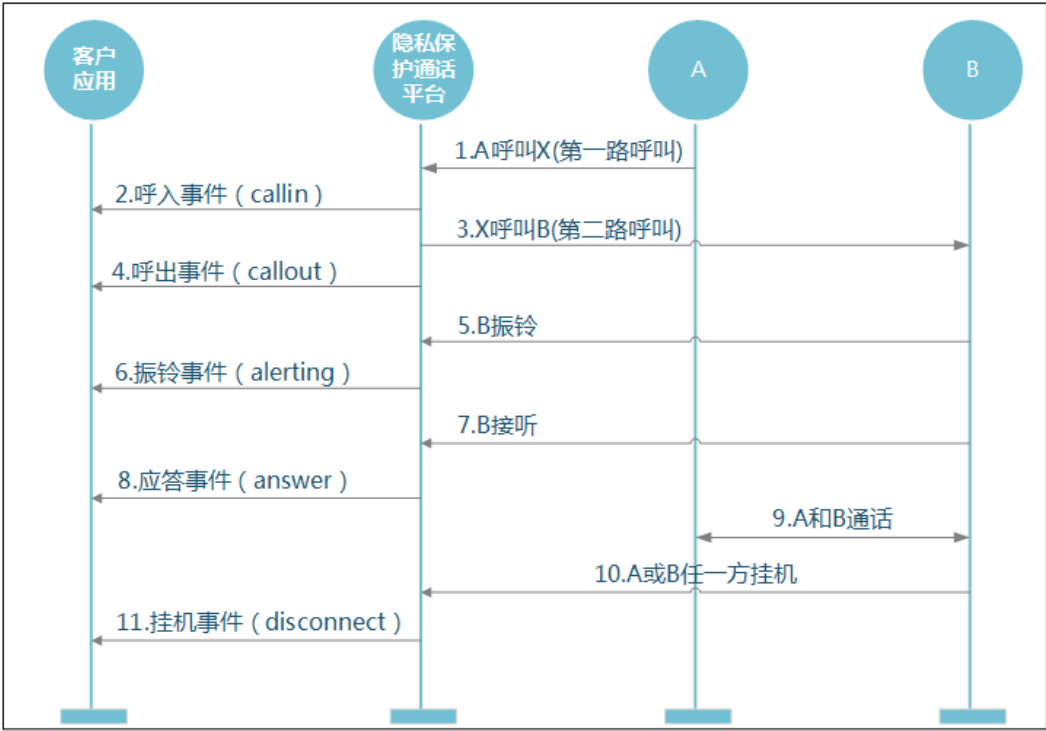 客户
应用
隐私保
护通话
平台
A
B
1.A呼叫X(第一路呼叫)
2.呼入事件（callin）
3.X呼叫B(第二路呼叫)
4.呼出事件（callout）
5.B振铃
6.振铃事件（alerting）
7.B接听
8.应答事件（answer）
9.A和B通话
10.A或B任一方挂机
11.挂机事件（disconnect）